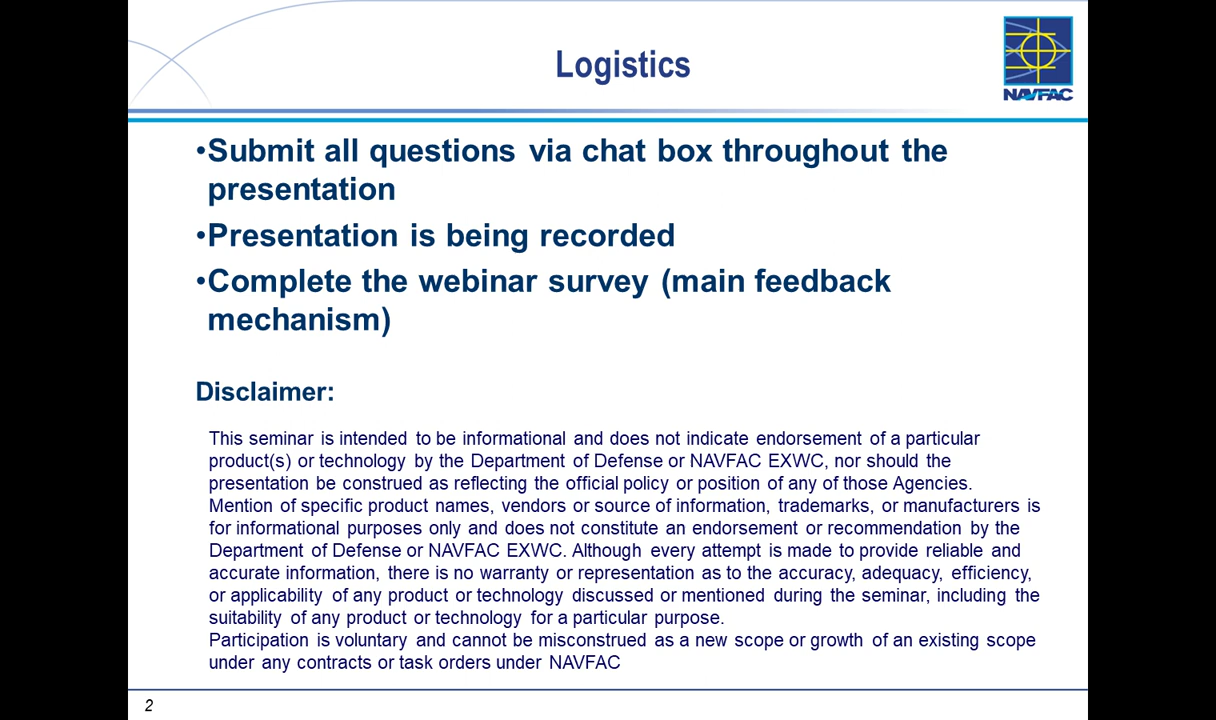 Logistics
NAVFAC
•Submit all questions via chat box throughout the
presentation
•Presentation is being recorded
•Complete the webinar survey (main feedback
mechanism)
Disclaimer:
This seminar is intended to be informational and does not indicate endorsement of a particular
product(s) or technology by the Department of Defense or NAVFAC EXWC, nor should the
presentation be construed as reflecting the official policy or position of any of those Agencies.
Mention of specific product names, vendors or source of information, trademarks, or manufacturers is
for informational purposes only and does not constitute an endorsement or recommendation by the
Department of Defense or NAVFAC EXWC. Although every attempt is made to provide reliable and
accurate information, there is no warranty or representation as to the accuracy, adequacy, efficiency,
or applicability of any product or technology discussed or mentioned during the seminar, including the
suitability of any product or technology for a particular purpose.
Participation is voluntary and cannot be misconstrued as a new scope or growth of an existing scope
under any contracts or task orders under NAVFAC
2